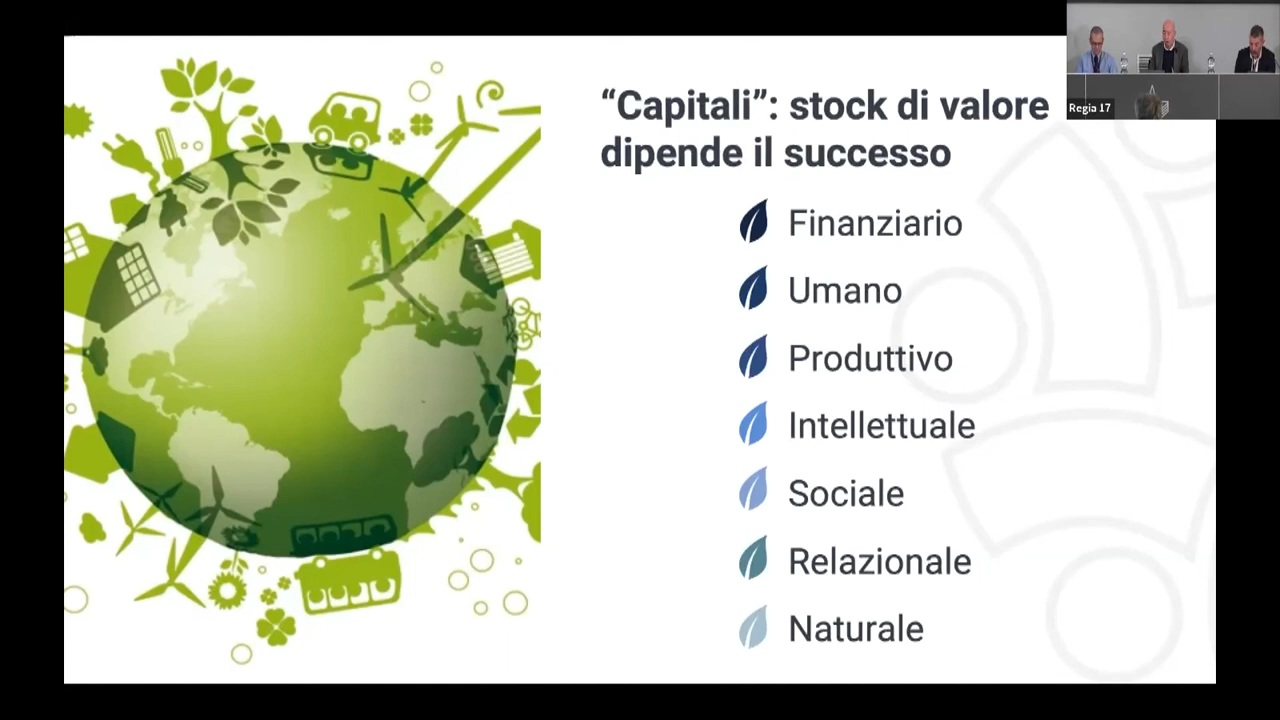 “Capitali”: stock di valore
dipende il successo
Finanziario
Umano
Produttivo
Intellettuale
Sociale
Relazionale
Naturale
Regia 17